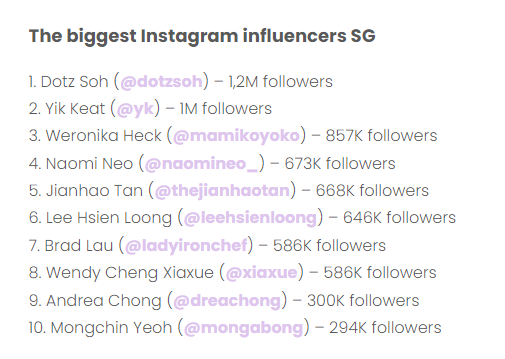 The biggest Instagram influencers SG
1. Dotz Soh (@dotzsoh) – 1,2M followers
2. Yik Keat (@yk) – 1M followers
3. Weronika Heck (@mamikoyoko) – 857K followers
4. Naomi Neo (@naomineo_) – 673K followers
5. Jianhao Tan (@thejianhaotan) – 668K followers
6. Lee Hsien Loong (@leehsienloong) – 646K followers
7. Brad Lau (@ladyironchef) – 586K followers
8. Wendy Cheng Xiaxue (@xiaxue) – 586K followers
9. Andrea Chong (@dreachong) – 300K followers
10. Mongchin Yeoh (@mongabong) – 294K followers